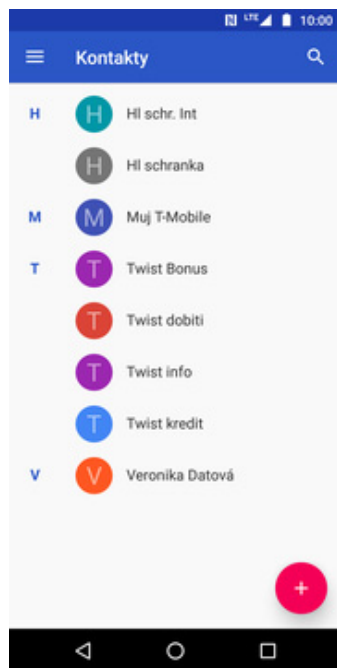 LTE 10:00
Kontakty
H H Hl schr. Int
H Hl schranka
M M Muj T-Mobile
T T Twist Bonus
T Twist dobiti
T Twist info
T Twist kredit
V V Veronika Datová
+